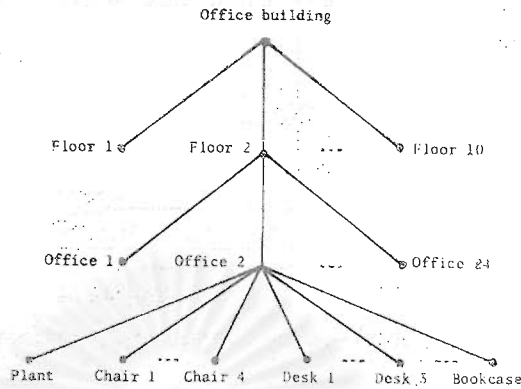 Office building
Floor 1 Floor 2 --- Floor 10
Office 1 Office 2 --- Office 24
Plant Chair 1 --- Chair 4 Desk 1 --- Desk 3 --- Bookcase